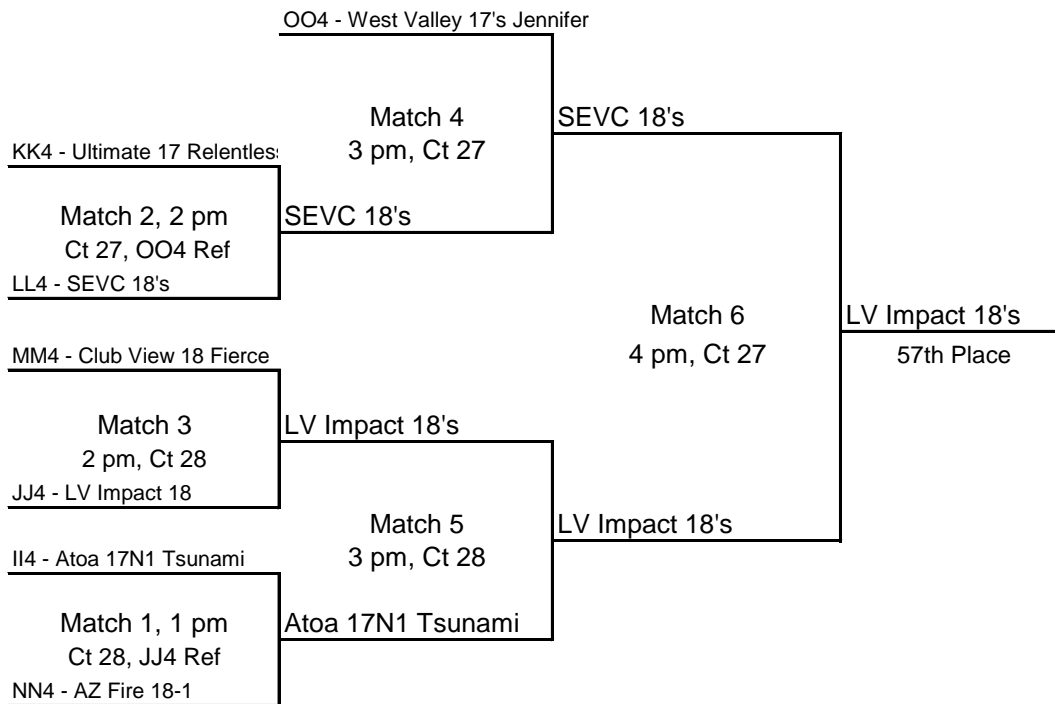 OO4 - West Valley 17's Jennifer
Match 4
3 pm, Ct 27
SEVC 18's
KK4 - Ultimate 17 Relentless
Match 2, 2 pm
Ct 27, OO4 Ref
SEVC 18's
LL4 - SEVC 18's
Match 6
4 pm, Ct 27
LV Impact 18's
57th Place
MM4 - Club View 18 Fierce
Match 3
2 pm, Ct 28
LV Impact 18's
JJ4 - LV Impact 18
Match 5
3 pm, Ct 28
LV Impact 18's
II4 - Atoa 17N1 Tsunami
Match 1, 1 pm
Ct 28, JJ4 Ref
Atoa 17N1 Tsunami
NN4 - AZ Fire 18-1